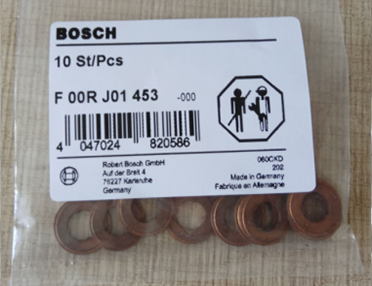 BOSCH
10 St/Pcs
F 00R J01 453 -000
4 047024 820586
Robert Bosch GmbH
Auf der Breit 4
76227 Karlsruhe
Germany
060CKD
202
Made in Germany
Fabriqué en Allemagne